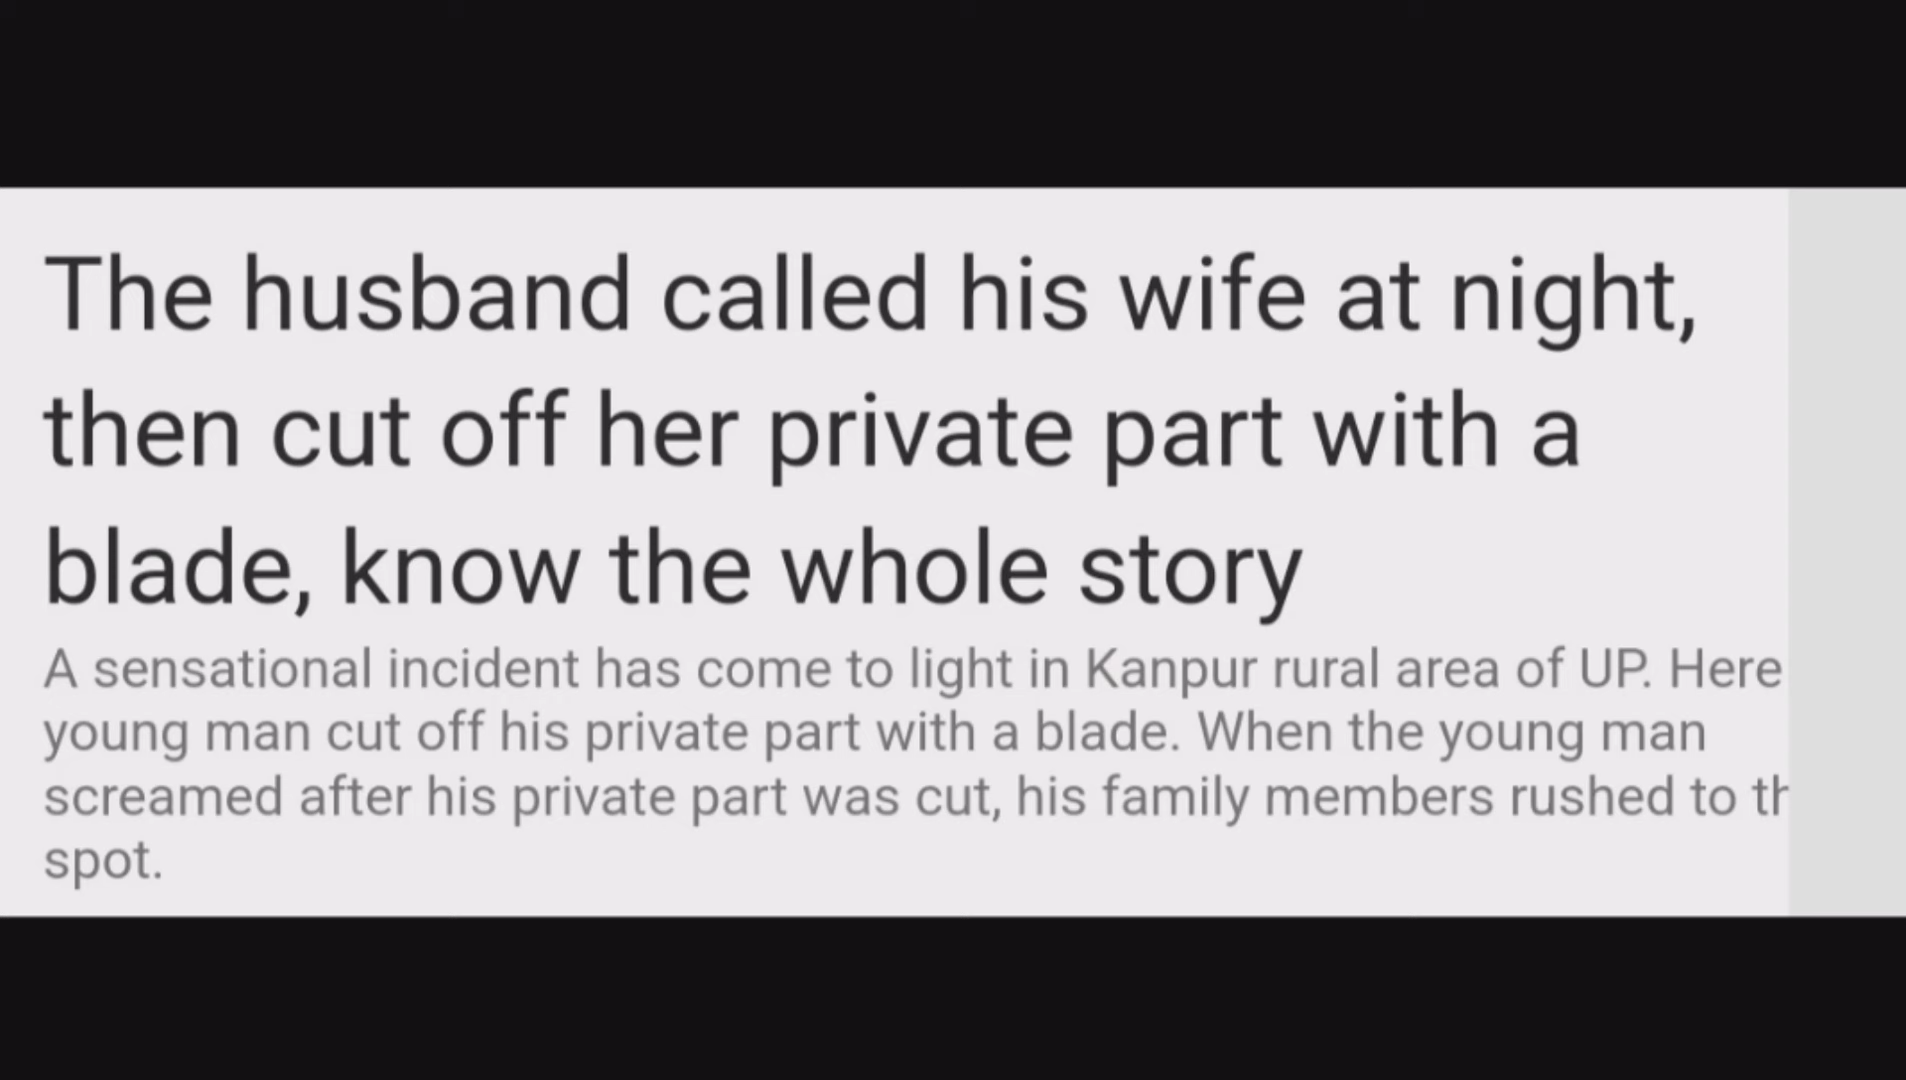 The husband called his wife at night,
then cut off her private part with a
blade, know the whole story
A sensational incident has come to light in Kanpur rural area of UP. Here
young man cut off his private part with a blade. When the young man
screamed after his private part was cut, his family members rushed to
spot.